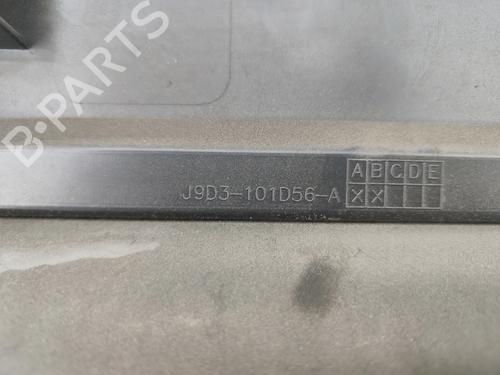 B-PARTS
J9D3-101D56-A
A B C D E
X X